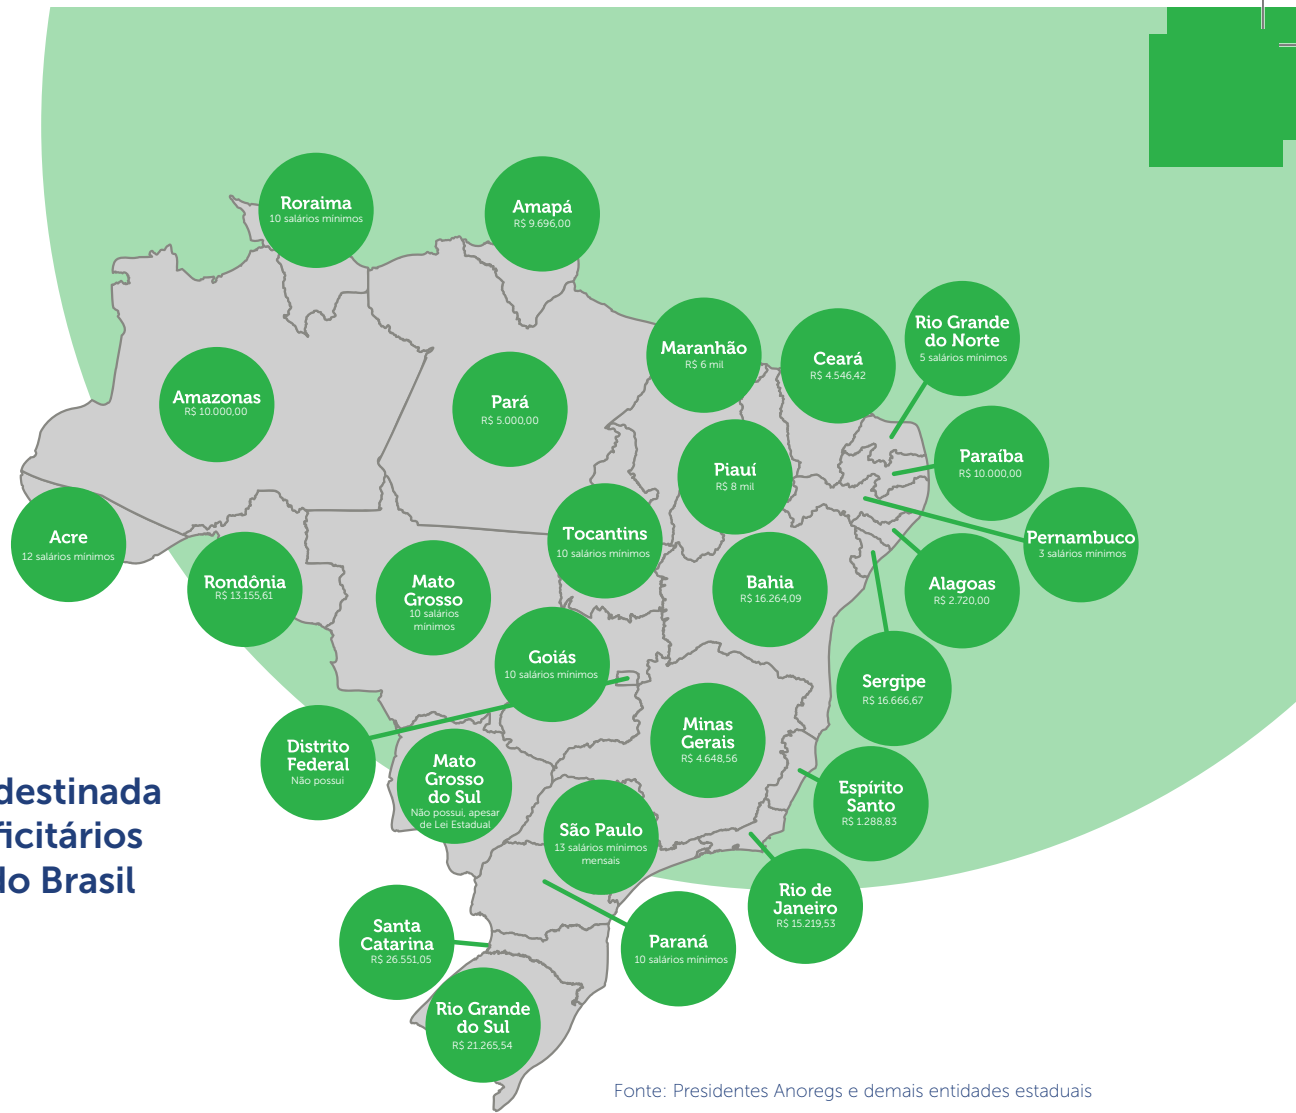 Roraima
10 salários mínimos
Amapá
R$ 9.696,00
Rio Grande
do Norte
5 salários mínimos
Maranhão
R$ 6 mil
Ceará
R$ 4.546,42
Amazonas
R$ 10.000,00
Pará
R$ 5.000,00
Paraíba
R$ 10.000,00
Piauí
R$ 8 mil
Acre
12 salários mínimos
Tocantins
10 salários mínimos
Pernambuco
3 salários mínimos
Rondônia
R$ 13.155,61
Mato
Grosso
10 salários
mínimos
Bahia
R$ 16.264,09
Alagoas
R$ 2.720,00
Goiás
10 salários mínimos
Sergipe
R$ 16.666,67
Distrito
Federal
Não possui
Minas
Gerais
R$ 4.648,56
Mato
Grosso
do Sul
Não possui, apesar
de Lei Estadual
Espírito
Santo
R$ 1.288,83
São Paulo
13 salários mínimos
mensais
destinada
ficitários
do Brasil
Rio de
Janeiro
R$ 15.219,53
Santa
Catarina
R$ 26.551,05
Paraná
10 salários mínimos
Rio Grande
do Sul
R$ 21.265,54
Fonte: Presidentes Anoregs e demais entidades estaduais